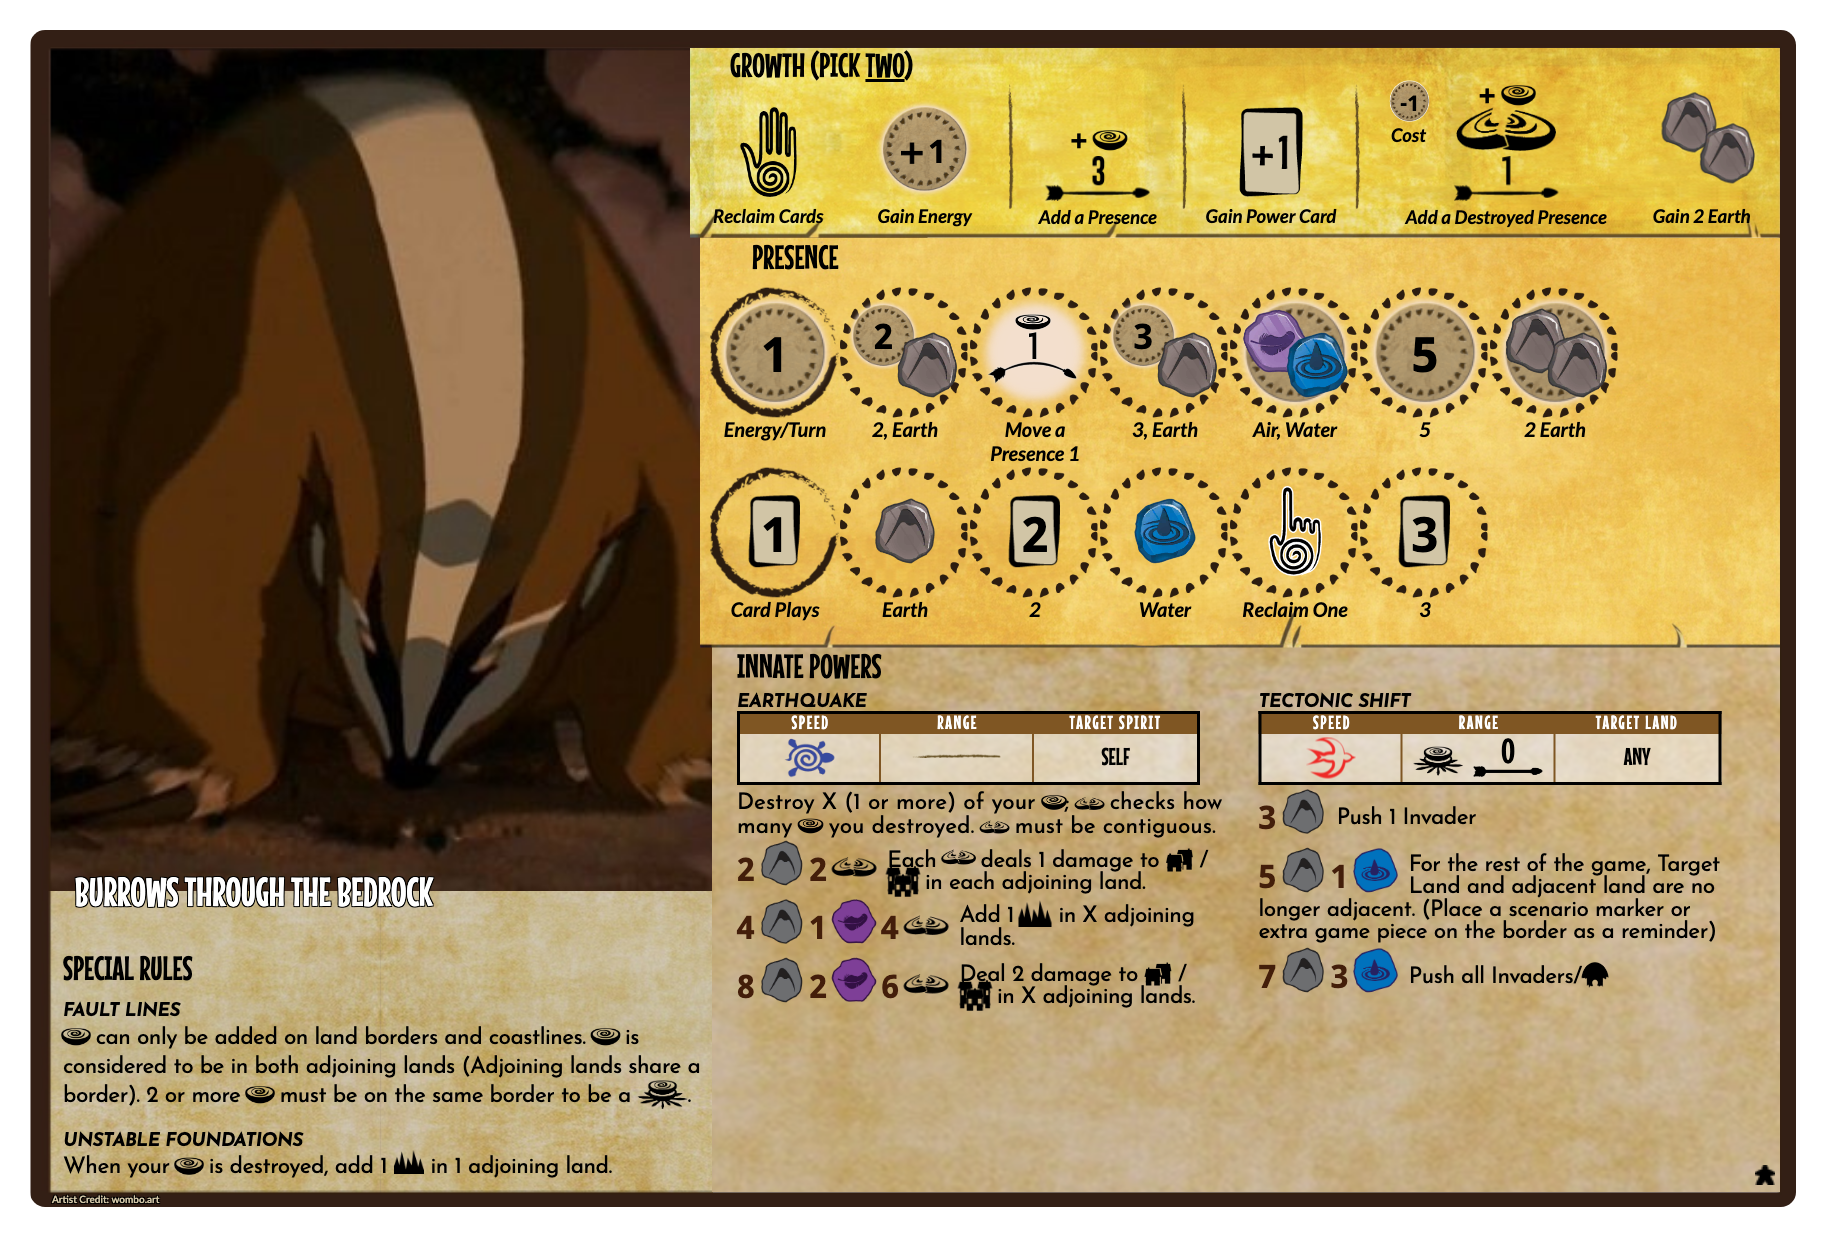 GROWTH (PICK TWO)
+1
+
3
+1
-1
Cost
+
1
Reclaim Cards
Gain Energy
Add a Presence
Gain Power Card
Add a Destroyed Presence
Gain 2 Earth
PRESENCE
1
2
1
3
5
Energy/Turn
2, Earth
Move a
Presence 1
3, Earth
Air, Water
5
2 Earth
1
2
3
Card Plays
Earth
2
Water
Reclaim One
3
INNATE POWERS
EARTHQUAKE
SPEED RANGE TARGET SPIRIT
SELF
Destroy X (1 or more) of your ; checks how
many you destroyed. must be contiguous.
2 2 Each deals 1 damage to /
in each adjoining land.
4 1 4 Add 1 in X adjoining
lands.
8 2 6 Deal 2 damage to /
in X adjoining lands.
TECTONIC SHIFT
SPEED RANGE TARGET LAND
0 ANY
3 Push 1 Invader
5 1 For the rest of the game, Target
Land and adjacent land are no
longer adjacent. (Place a scenario marker or
extra game piece on the border as a reminder)
7 3 Push all Invaders/
BURROWS THROUGH THE BEDROCK
SPECIAL RULES
FAULT LINES
can only be added on land borders and coastlines. is
considered to be in both adjoining lands (Adjoining lands share a
border). 2 or more must be on the same border to be a .
UNSTABLE FOUNDATIONS
When your is destroyed, add 1 in 1 adjoining land.
Artist Credit: wombo.art